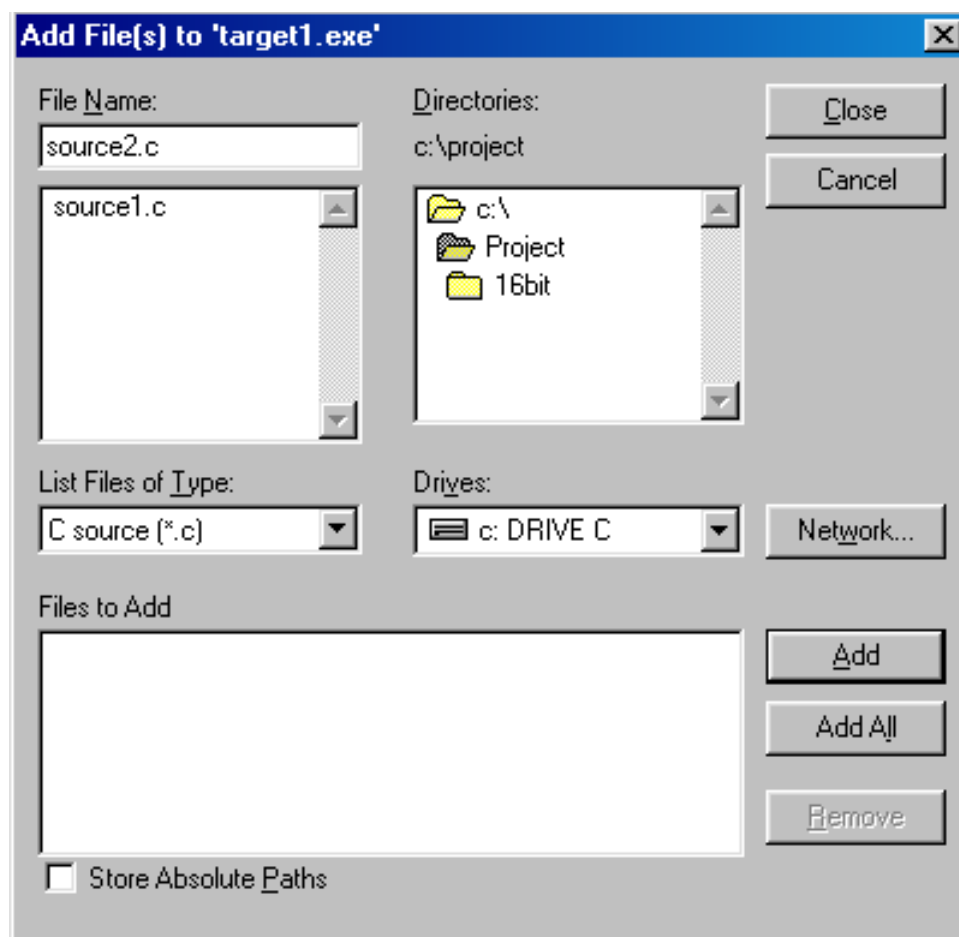 Add File(s) to 'target1.exe'
File Name:
source2.c
source1.c
Directories:
c:\project
c:\
Project
16bit
Close
Cancel
List Files of Type:
C source (*.c)
Drives:
c: DRIVE C
Network...
Files to Add
Add
Add All
Remove
Store Absolute Paths